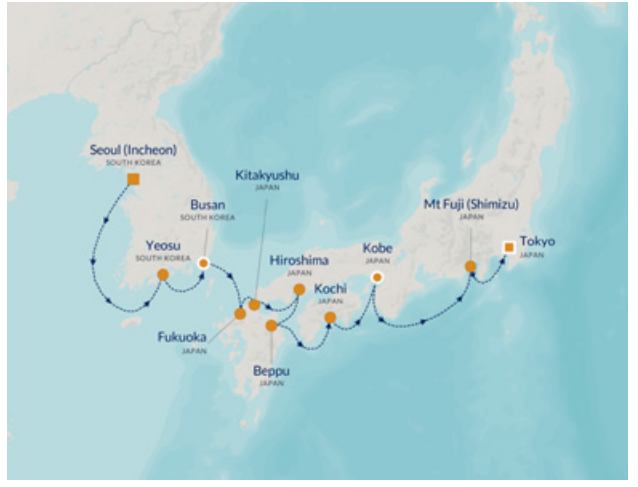 Seoul (Incheon)
SOUTH KOREA
Kitakyushu
JAPAN
Busan
SOUTH KOREA
Mt Fuji (Shimizu)
JAPAN
Yeosu
SOUTH KOREA
Hiroshima
JAPAN
Kobe
JAPAN
Tokyo
JAPAN
Kochi
JAPAN
Fukuoka
JAPAN
Beppu
JAPAN